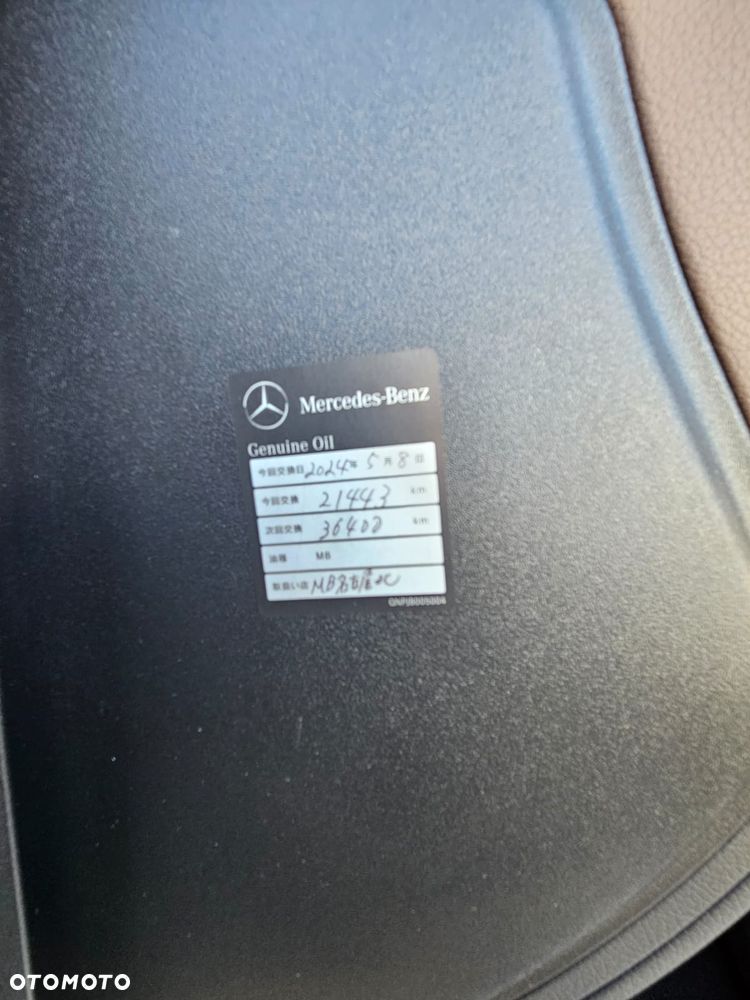 Mercedes-Benz
Genuine Oil
今回交換日 2024年 5月 8日
今回交換 21443 km
次回交換 36400 km
油種 MB
取扱い店 MB名古屋
OTOMOTO